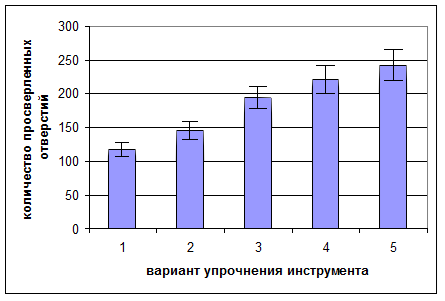 количество просверленных
отверстий
300
250
200
150
100
50
0
1 2 3 4 5
вариант упрочнения инструмента